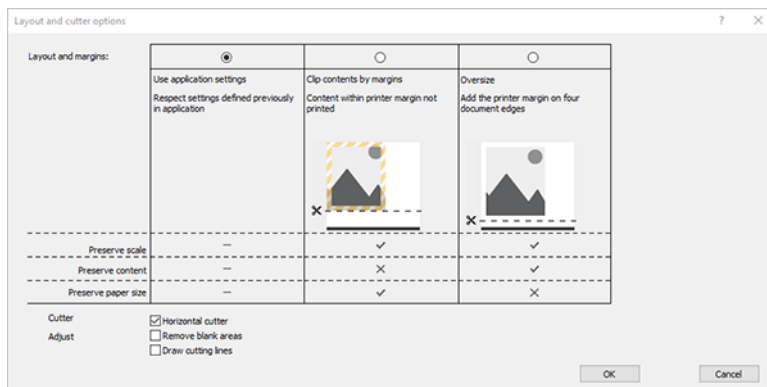 Layout and cutter options
Layout and margins:
Use application settings
Respect settings defined previously
in application
Clip contents by margins
Content within printer margin not
printed
Oversize
Add the printer margin on four
document edges
Preserve scale
Preserve content
Preserve paper size
Cutter
Horizontal cutter
Adjust
Remove blank areas
Draw cutting lines
OK
Cancel